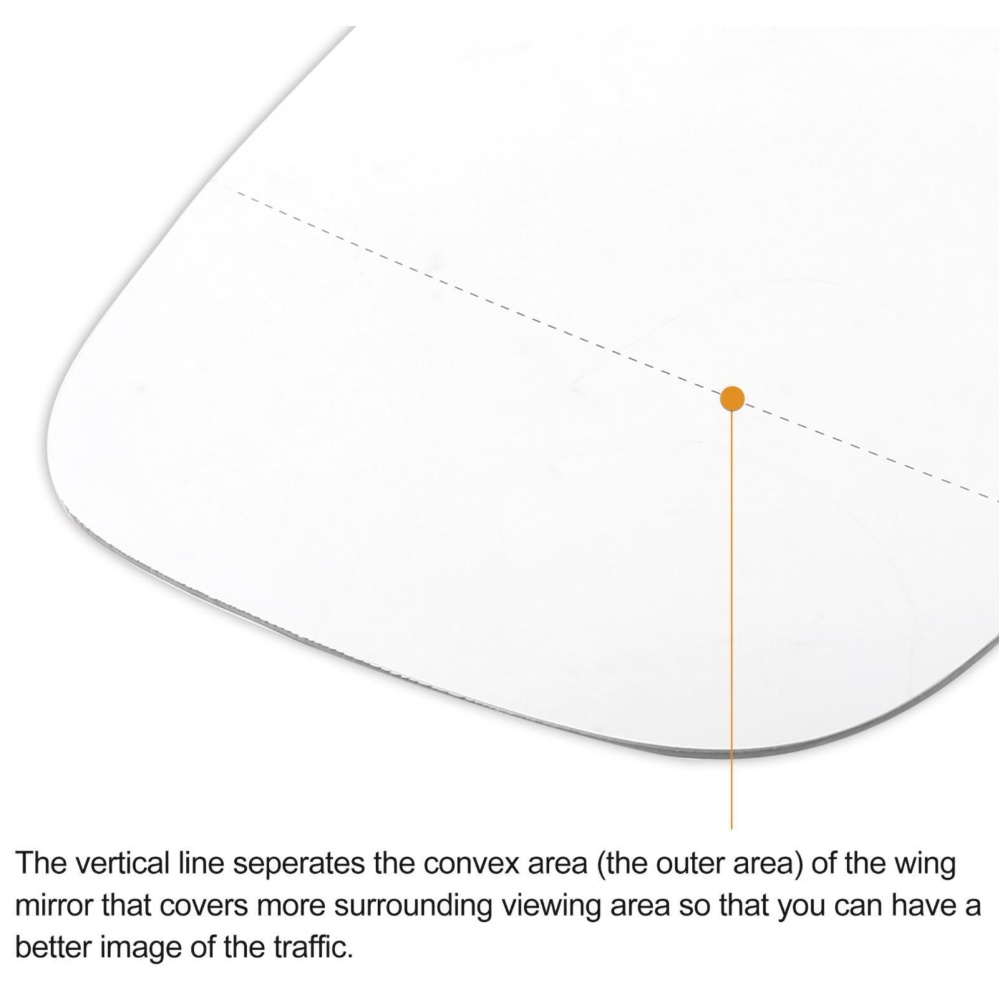 The vertical line seperates the convex area (the outer area) of the wing
mirror that covers more surrounding viewing area so that you can have a
better image of the traffic.